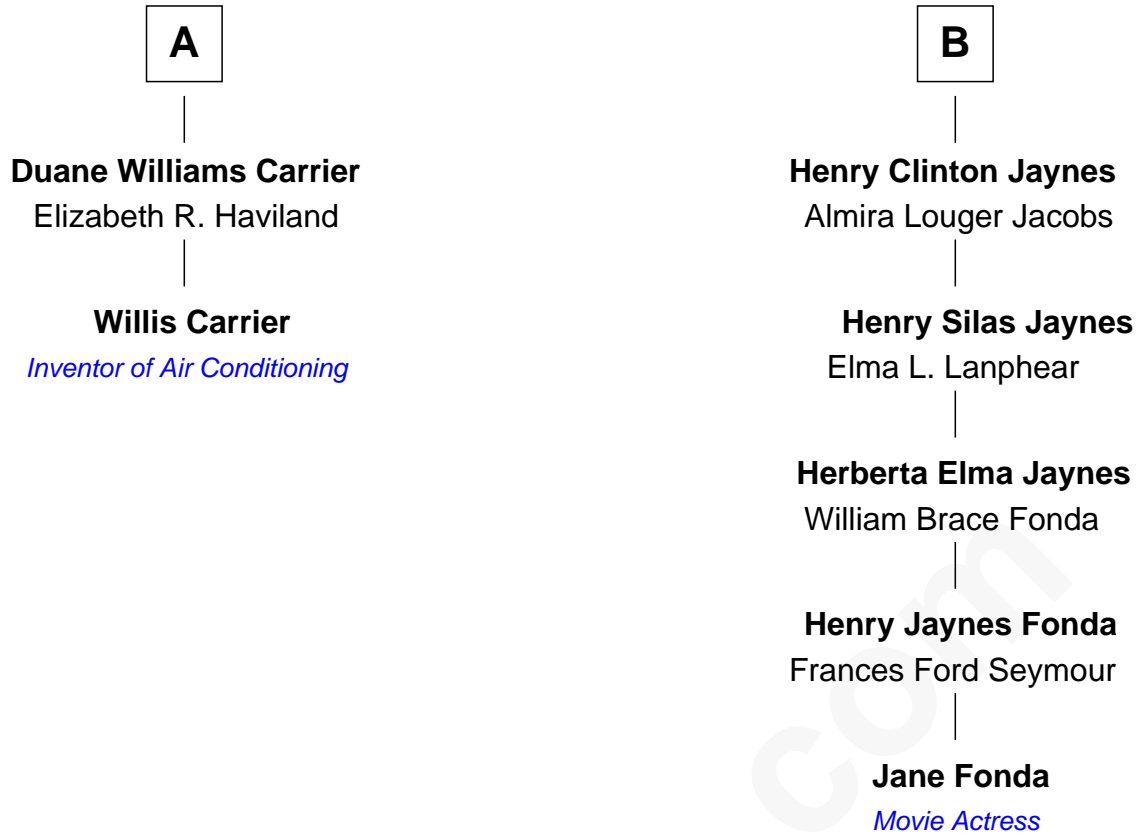 A
Duane Williams Carrier
Elizabeth R. Haviland
Willis Carrier
Inventor of Air Conditioning
B
Henry Clinton Jaynes
Almira Louger Jacobs
Henry Silas Jaynes
Elma L. Lanphear
Herberta Elma Jaynes
William Brace Fonda
Henry Jaynes Fonda
Frances Ford Seymour
Jane Fonda
Movie Actress
com